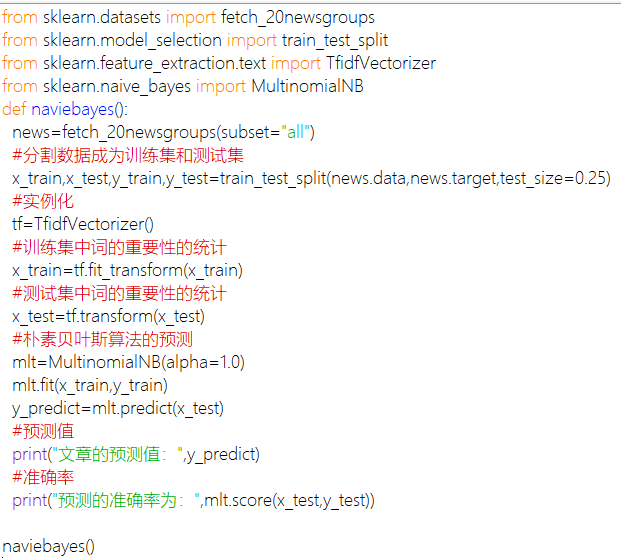 from sklearn.datasets import fetch_20newsgroups
from sklearn.model_selection import train_test_split
from sklearn.feature_extraction.text import TfidfVectorizer
from sklearn.naive_bayes import MultinomialNB
def naviebayes():
  news=fetch_20newsgroups(subset="all")
  #分割数据成为训练集和测试集
  x_train,x_test,y_train,y_test=train_test_split(news.data,news.target,test_size=0.25)
  #实例化
  tf=TfidfVectorizer()
  #训练集中词的重要性的统计
  x_train=tf.fit_transform(x_train)
  #测试集中词的重要性的统计
  x_test=tf.transform(x_test)
  #朴素贝叶斯算法的预测
  mlt=MultinomialNB(alpha=1.0)
  mlt.fit(x_train,y_train)
  y_predict=mlt.predict(x_test)
  #预测值
  print("文章的预测值：",y_predict)
  #准确率
  print("预测的准确率为：",mlt.score(x_test,y_test))

naviebayes()